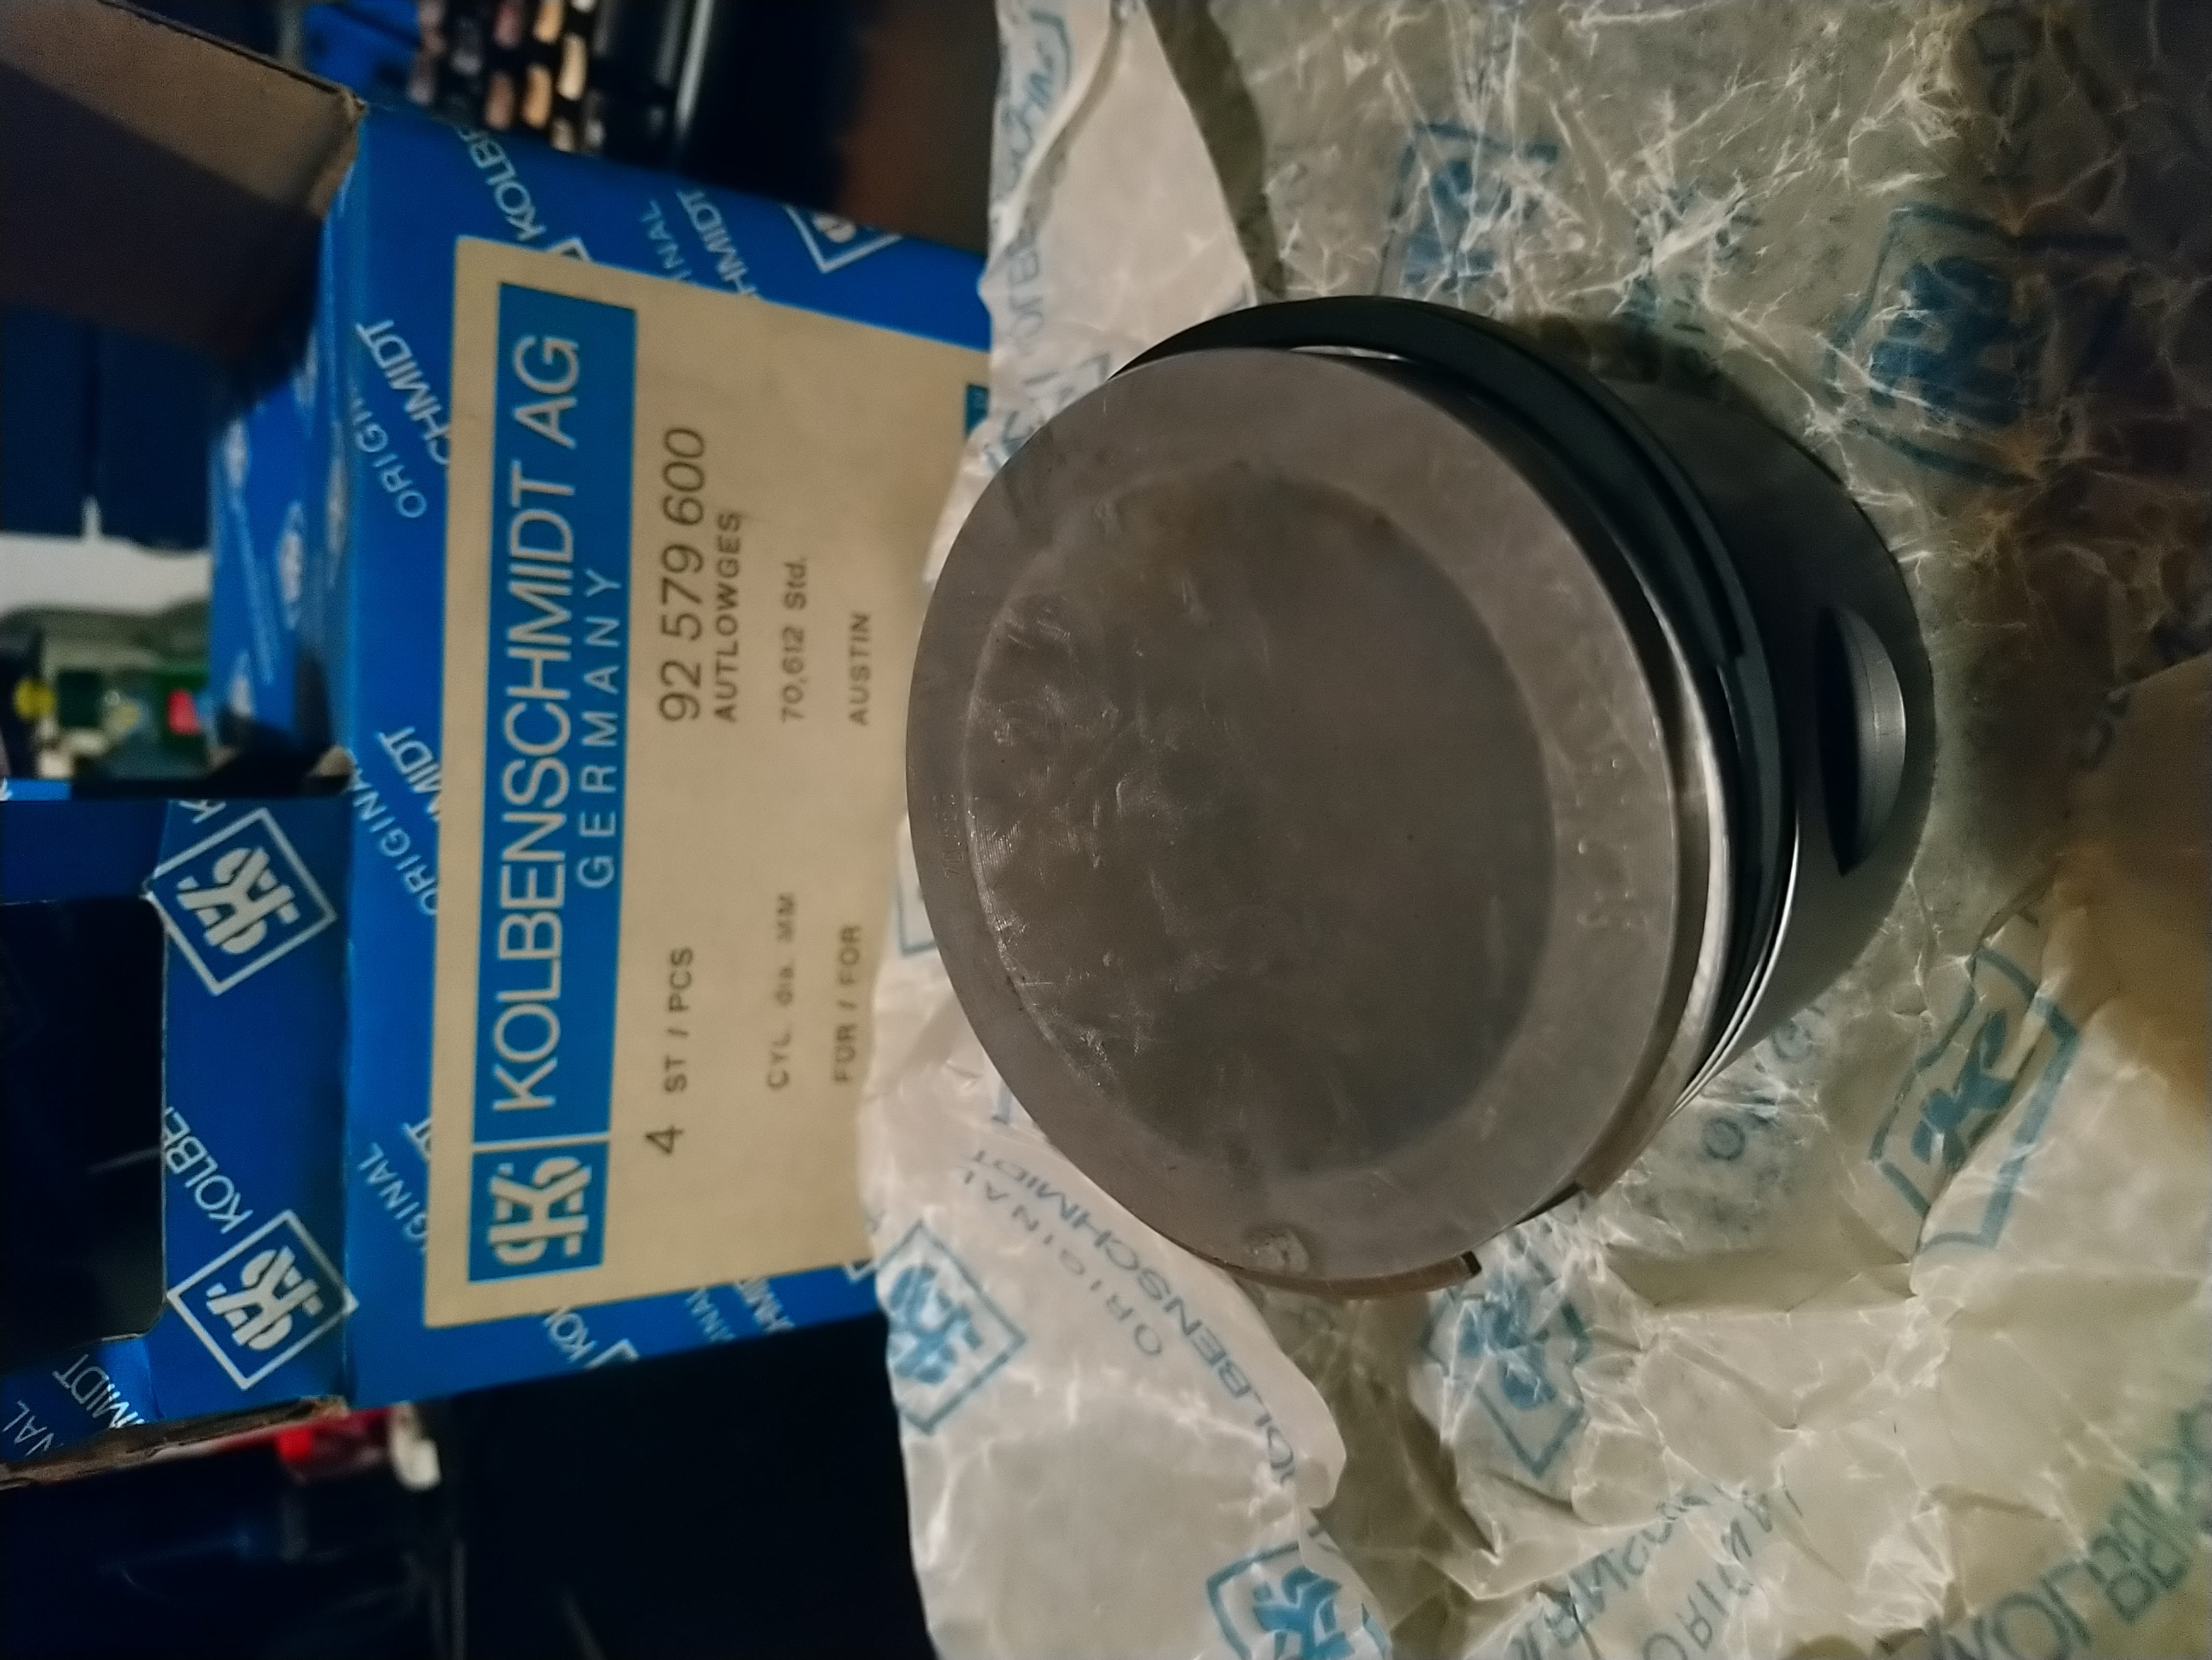 KS KOLBENSCHMIDT AG
GERMANY
4 ST / PCS 92 579 600
AUTLOWGES
CYL. dia. MM 70,612 Std.
FÜR / FOR AUSTIN
ORIGINAL
KOLBENSCHMIDT